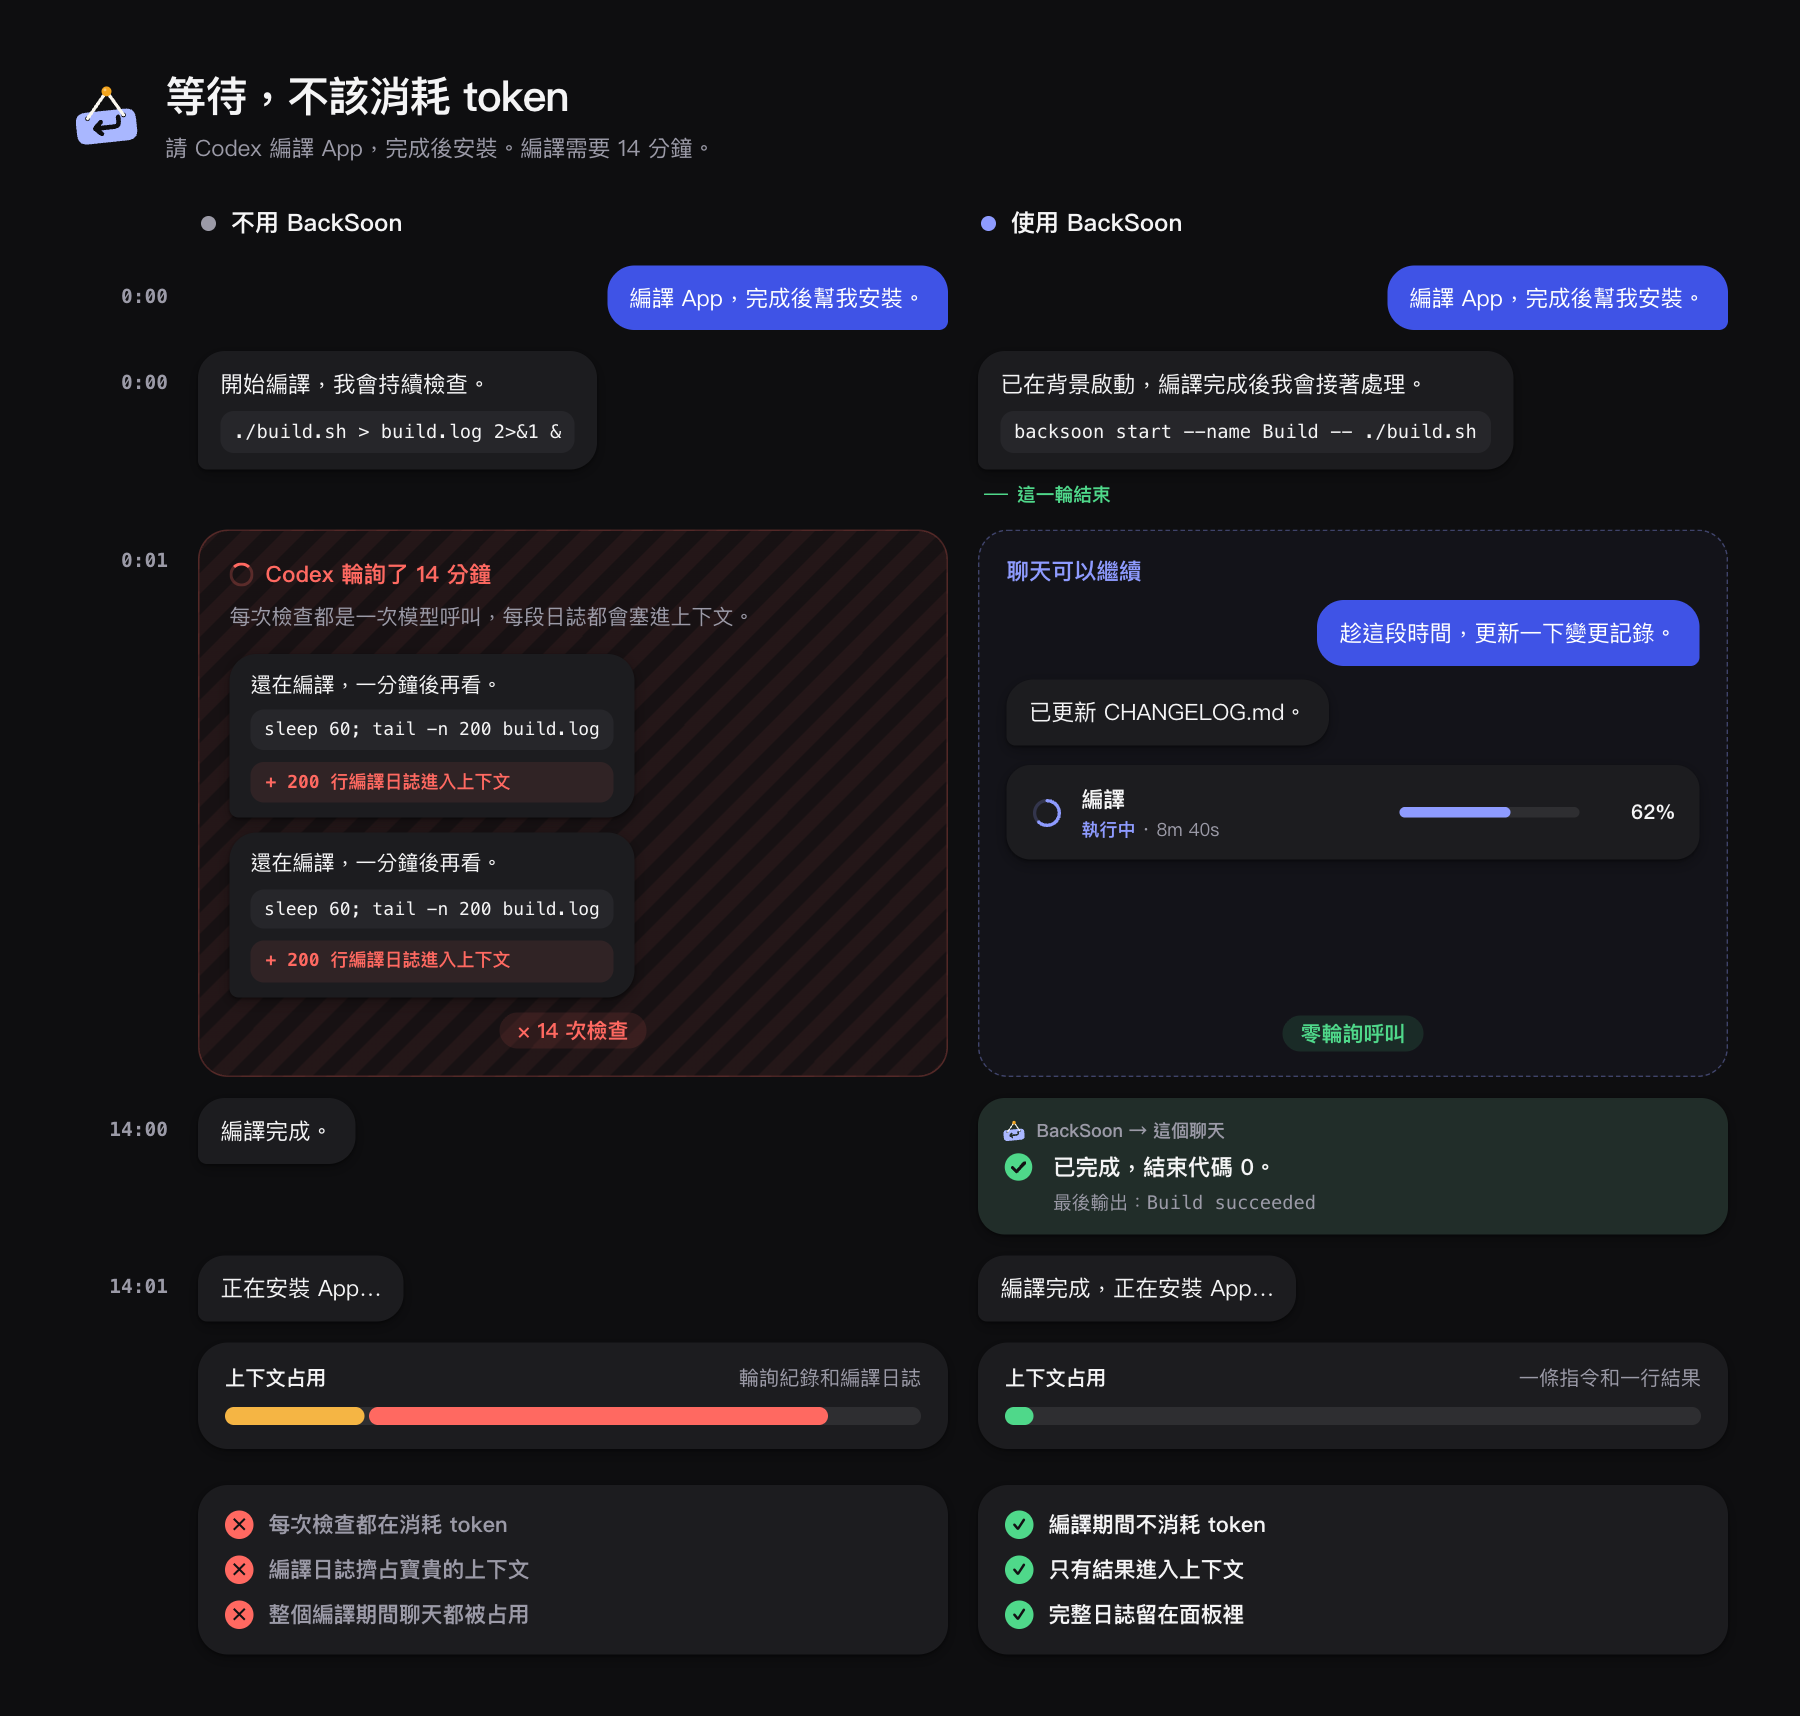 等待，不該消耗 token
請 Codex 編譯 App，完成後安裝。編譯需要 14 分鐘。
不用 BackSoon
使用 BackSoon
0:00
編譯 App，完成後幫我安裝。
編譯 App，完成後幫我安裝。
0:00
開始編譯，我會持續檢查。
./build.sh > build.log 2>&1 &
已在背景啟動，編譯完成後我會接著處理。
backsoon start --name Build -- ./build.sh
— 這一輪結束
0:01
Codex 輪詢了 14 分鐘
每次檢查都是一次模型呼叫，每段日誌都會塞進上下文。
還在編譯，一分鐘後再看。
sleep 60; tail -n 200 build.log
+ 200 行編譯日誌進入上下文
還在編譯，一分鐘後再看。
sleep 60; tail -n 200 build.log
+ 200 行編譯日誌進入上下文
× 14 次檢查
聊天可以繼續
趁這段時間，更新一下變更記錄。
已更新 CHANGELOG.md。
編譯
執行中 · 8m 40s
62%
零輪詢呼叫
14:00
編譯完成。
BackSoon → 這個聊天
已完成，結束代碼 0。
最後輸出：Build succeeded
14:01
正在安裝 App...
編譯完成，正在安裝 App...
上下文占用
輪詢紀錄和編譯日誌
上下文占用
一條指令和一行結果
每次檢查都在消耗 token
編譯日誌擠占寶貴的上下文
整個編譯期間聊天都被占用
編譯期間不消耗 token
只有結果進入上下文
完整日誌留在面板裡